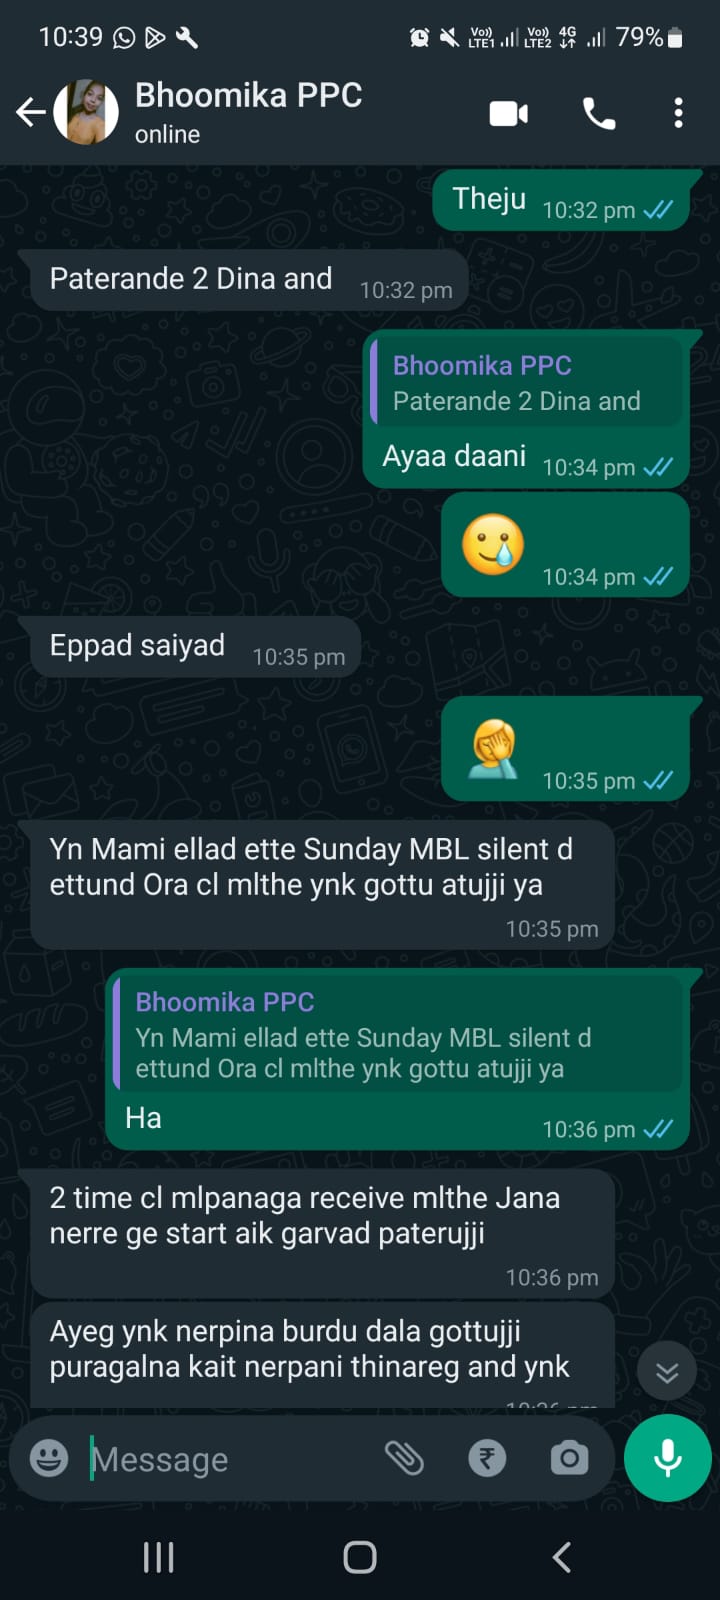 10:39
Vo)) LTE1 Vo)) LTE2 4G 79%
Bhoomika PPC
online
Theju 10:32 pm
Paterande 2 Dina and 10:32 pm
Bhoomika PPC
Paterande 2 Dina and
Ayaa daani 10:34 pm
10:34 pm
Eppad saiyad 10:35 pm
10:35 pm
Yn Mami ellad ette Sunday MBL silent d
ettund Ora cl mlthe ynk gottu atujji ya
10:35 pm
Bhoomika PPC
Yn Mami ellad ette Sunday MBL silent d
ettund Ora cl mlthe ynk gottu atujji ya
Ha 10:36 pm
2 time cl mlpanaga receive mlthe Jana
nerre ge start aik garvad paterujji
10:36 pm
Ayeg ynk nerpina burdu dala gottujji
puragalna kait nerpani thinareg and ynk
Message